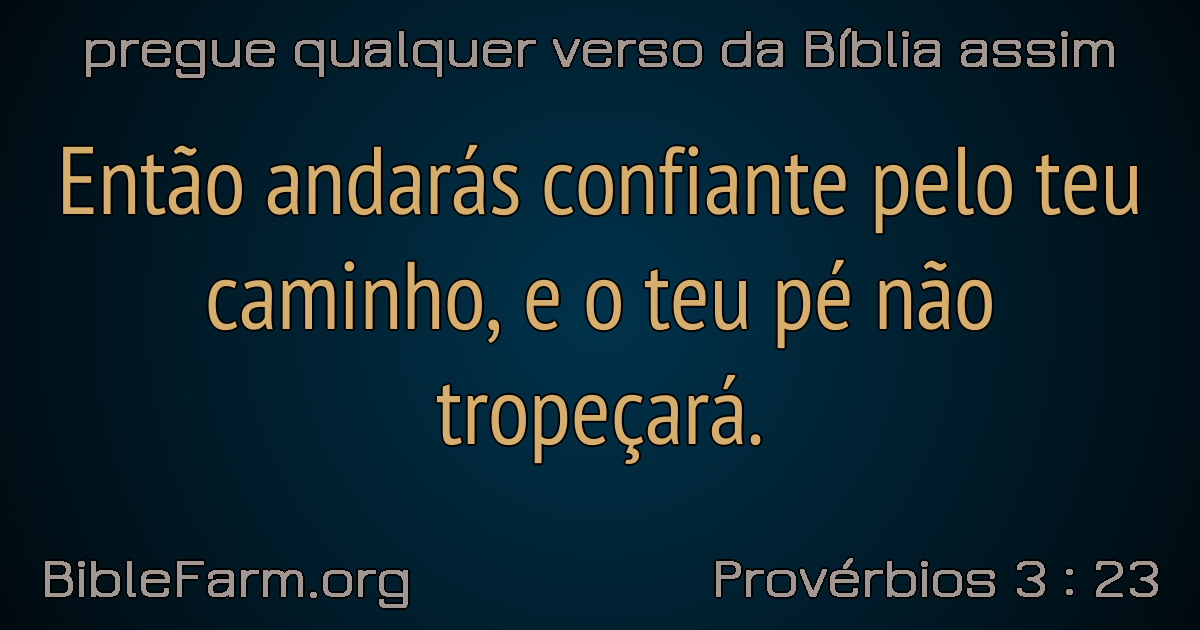 pregue qualquer verso da Bíblia assim
Então andarás confiante pelo teu
caminho, e o teu pé não
tropeçará.
BibleFarm.org
Provérbios 3 : 23